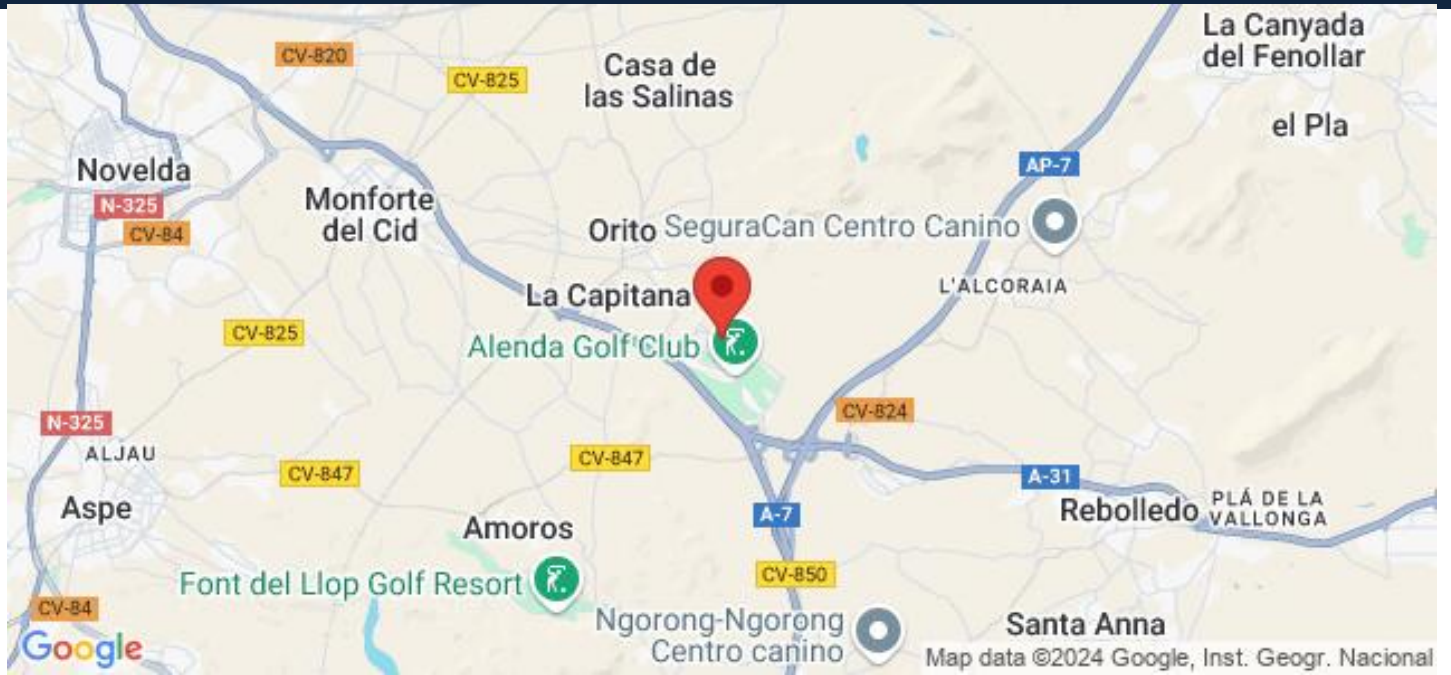 La Canyada
del Fenollar
CV-820
CV-825
Casa de
las Salinas
el Pla
Novelda
AP-7
N-325
Monforte
del Cid
CV-84
Orito
SeguraCan Centro Canino
La Capitana
L'ALCORAIA
CV-825
Alenda Golf Club
N-325
CV-824
ALJAU
CV-847
CV-847
A-31
Aspe
Amoros
A-7
Rebolledo
PLÁ DE LA
VALLONGA
Font del Llop Golf Resort
CV-850
CV-84
Ngorong-Ngorong
Centro canino
Santa Anna
Google
Map data ©2024 Google, Inst. Geogr. Nacional